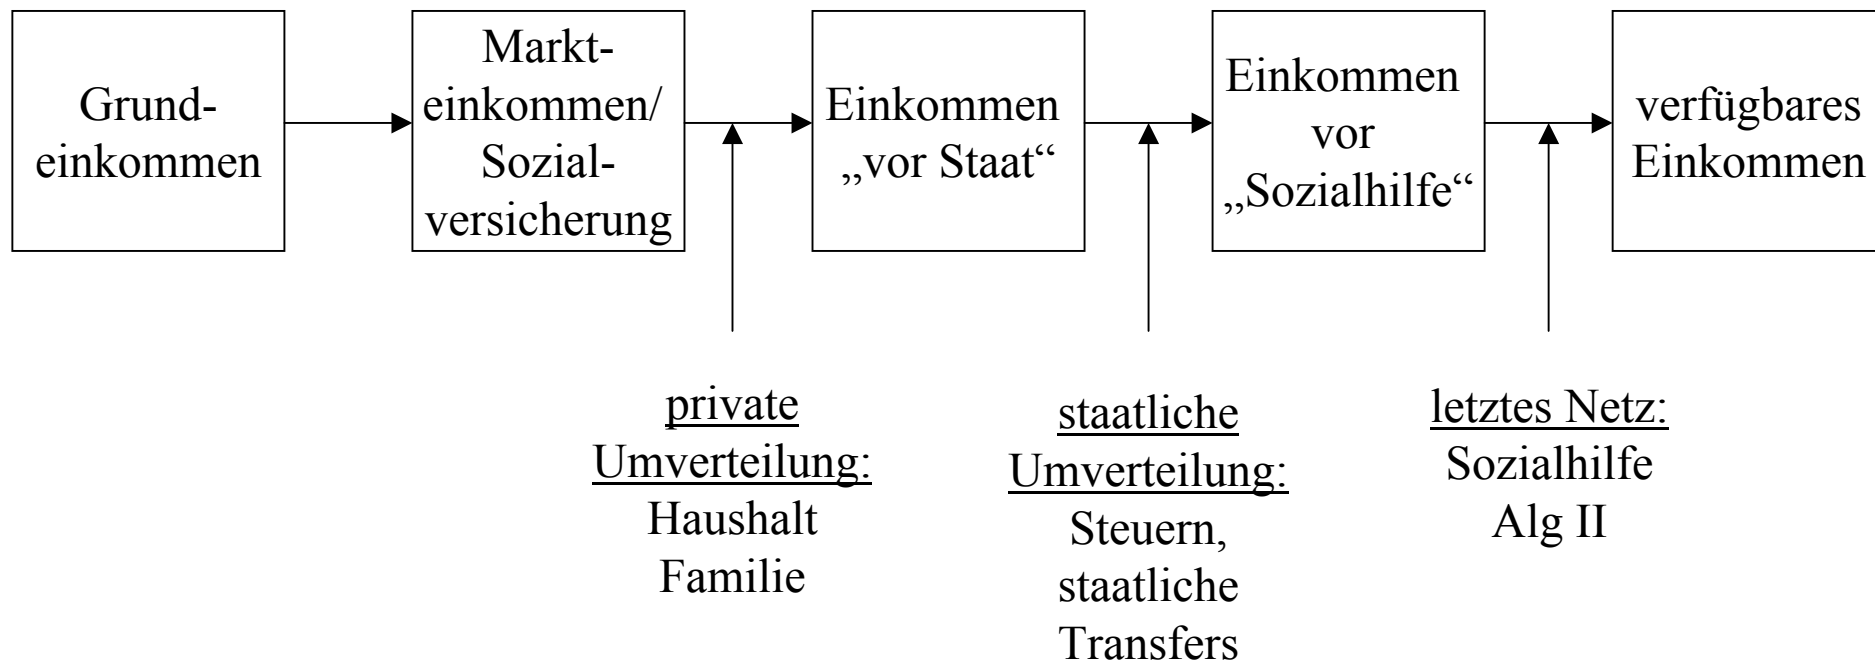 Grund-
einkommen
Markt-
einkommen/
Sozial-
versicherung
Einkommen
„vor Staat“
Einkommen
vor
„Sozialhilfe“
verfügbares
Einkommen
private
Umverteilung:
Haushalt
Familie
staatliche
Umverteilung:
Steuern,
staatliche
Transfers
letztes Netz:
Sozialhilfe
Alg II